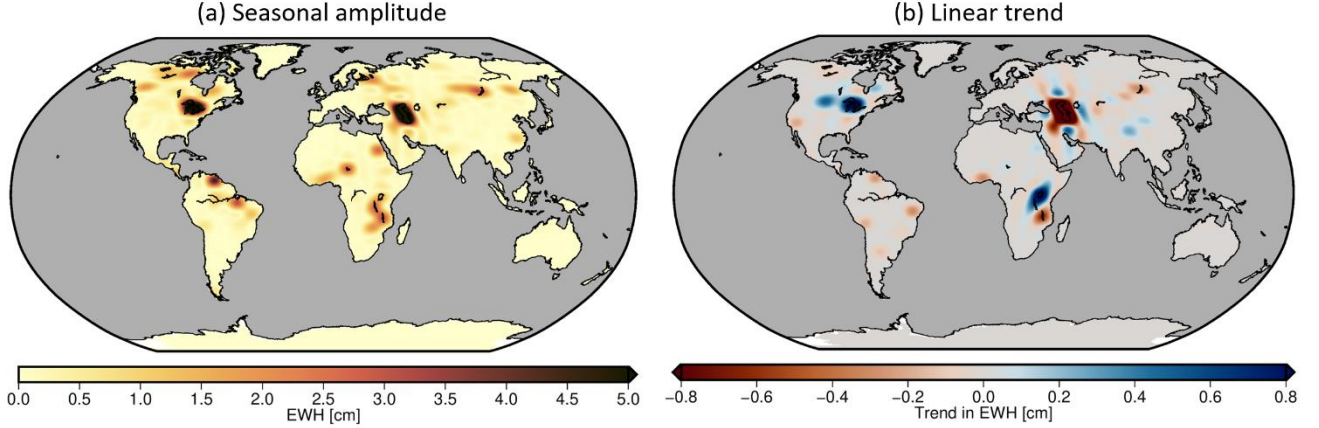 (a) Seasonal amplitude
(b) Linear trend
0.0 0.5 1.0 1.5 2.0 2.5 3.0 3.5 4.0 4.5 5.0
EWH [cm]
−0.8 −0.6 −0.4 −0.2 0.0 0.2 0.4 0.6 0.8
Trend in EWH [cm]